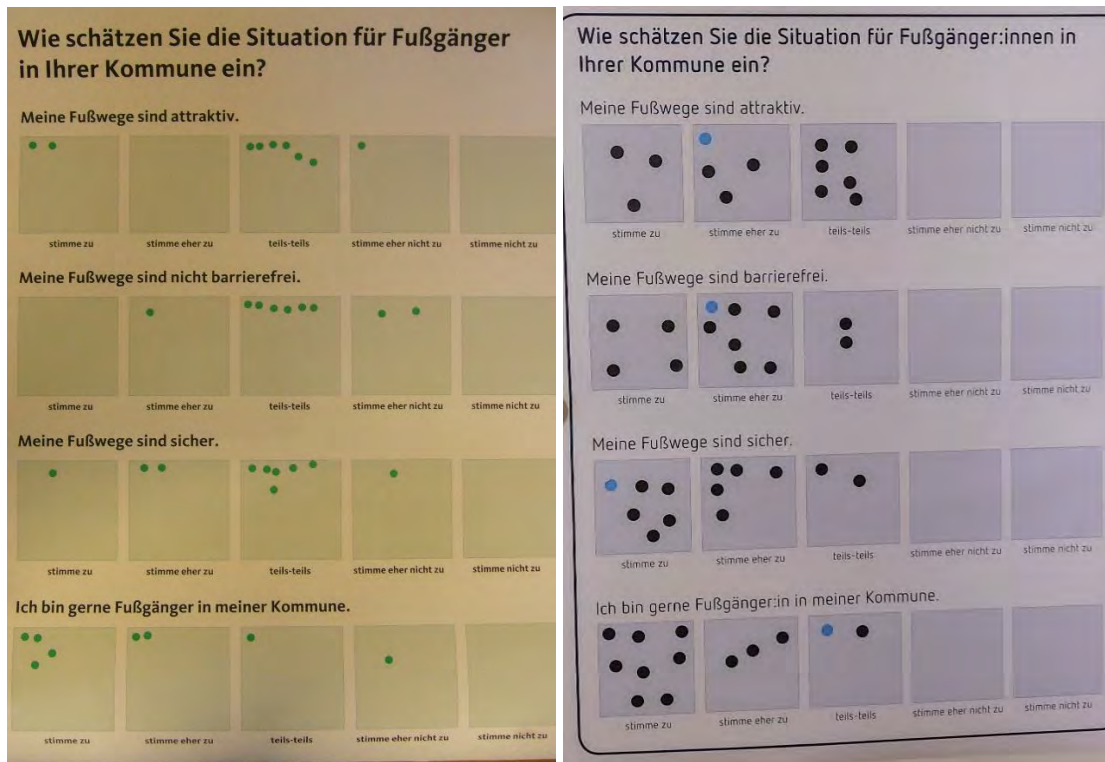 Wie schätzen Sie die Situation für Fußgänger
in Ihrer Kommune ein?
Meine Fußwege sind attraktiv.
stimme zu stimme eher zu teils-teils stimme eher nicht zu stimme nicht zu
Meine Fußwege sind nicht barrierefrei.
stimme zu stimme eher zu teils-teils stimme eher nicht zu stimme nicht zu
Meine Fußwege sind sicher.
stimme zu stimme eher zu teils-teils stimme eher nicht zu stimme nicht zu
Ich bin gerne Fußgänger in meiner Kommune.
stimme zu stimme eher zu teils-teils stimme eher nicht zu stimme nicht zu
Wie schätzen Sie die Situation für Fußgänger:innen in
Ihrer Kommune ein?
Meine Fußwege sind attraktiv.
stimme zu stimme eher zu teils-teils stimme eher nicht zu stimme nicht zu
Meine Fußwege sind barrierefrei.
stimme zu stimme eher zu teils-teils stimme eher nicht zu stimme nicht zu
Meine Fußwege sind sicher.
stimme zu stimme eher zu teils-teils stimme eher nicht zu stimme nicht zu
Ich bin gerne Fußgänger:in in meiner Kommune.
stimme zu stimme eher zu teils-teils stimme eher nicht zu stimme nicht zu